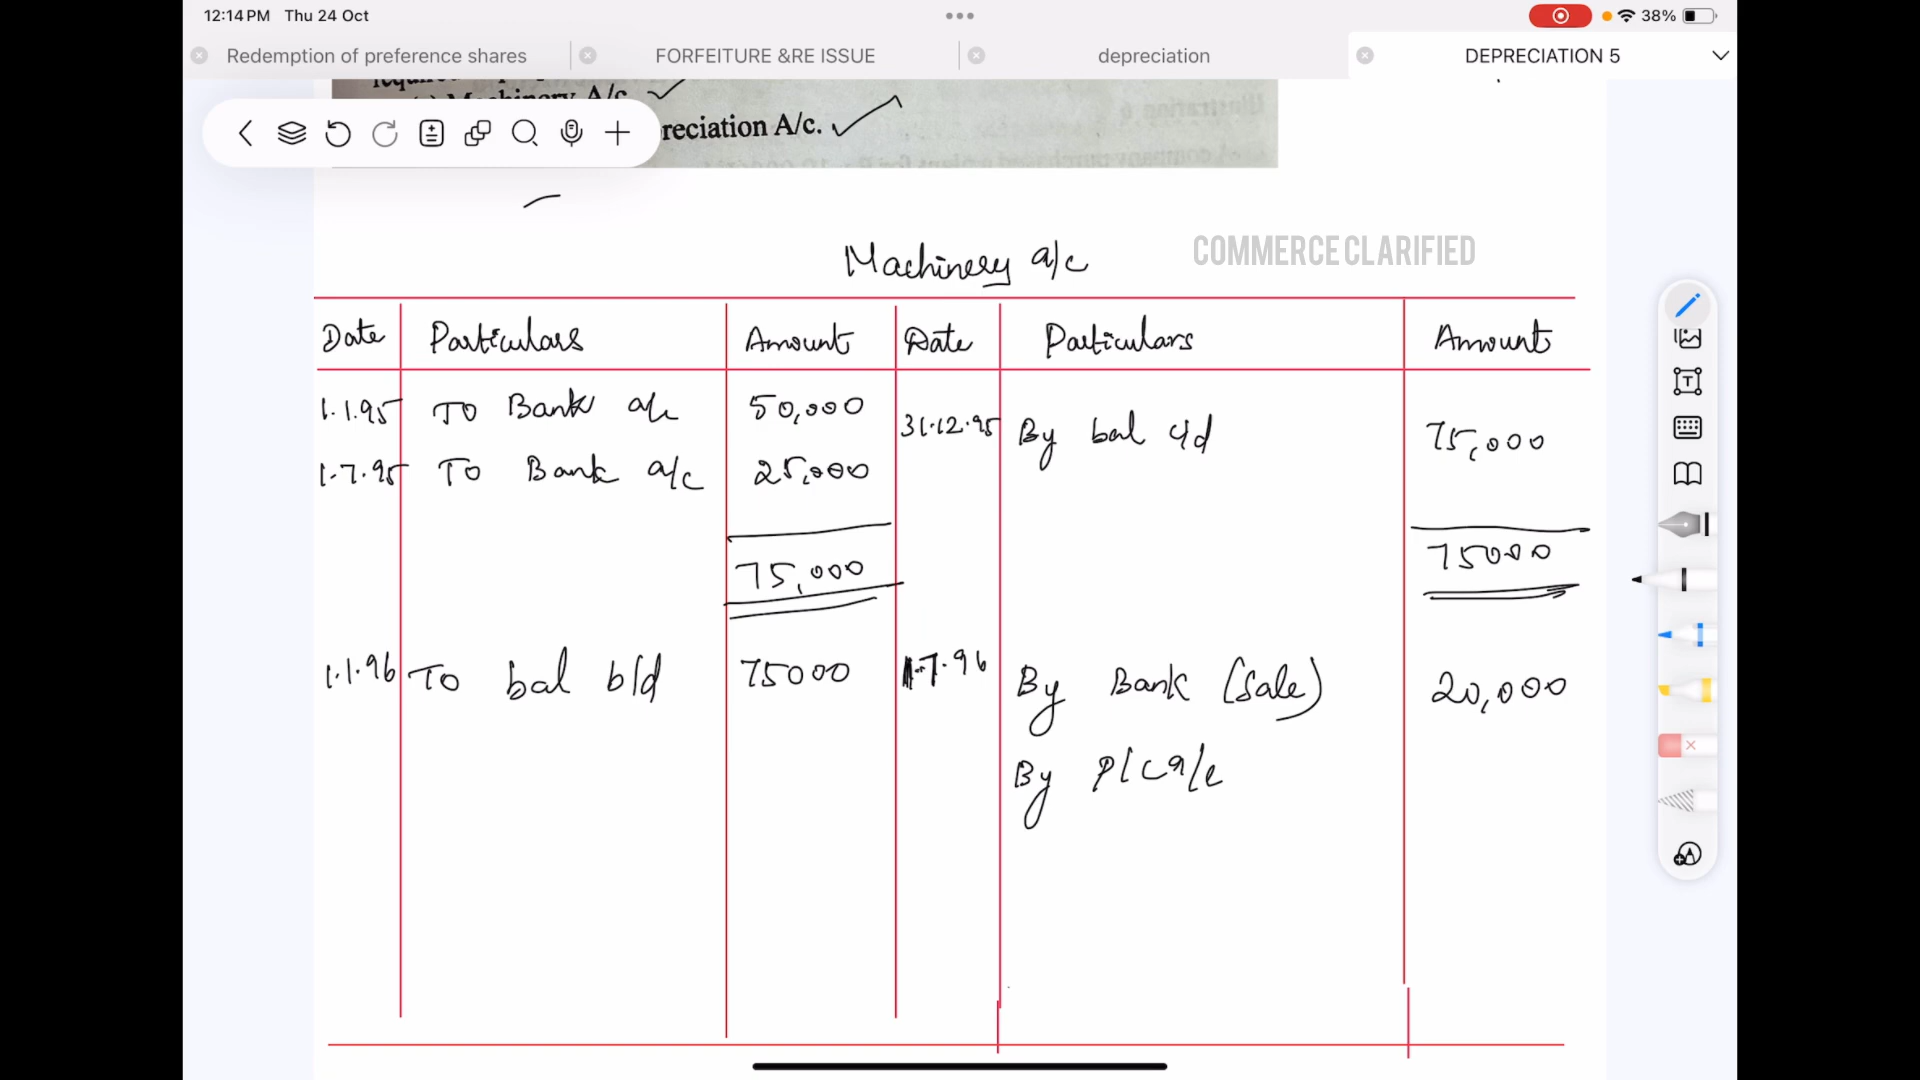 12:14 PM Thu 24 Oct
38%
Redemption of preference shares
FORFEITURE &RE ISSUE
depreciation
DEPRECIATION 5
Machinery A/c.
reciation A/c.
COMMERCE CLARIFIED
Machinery a/c
Date Particulars Amount Date Particulars Amount
1.1.95 To Bank a/c 50,000 31.12.95 By bal c/d 75,000
1.7.95 To Bank a/c 25,000
75,000 75000
1.1.96 To bal b/d 75000 1.7.96 By Bank (Sale) 20,000
By